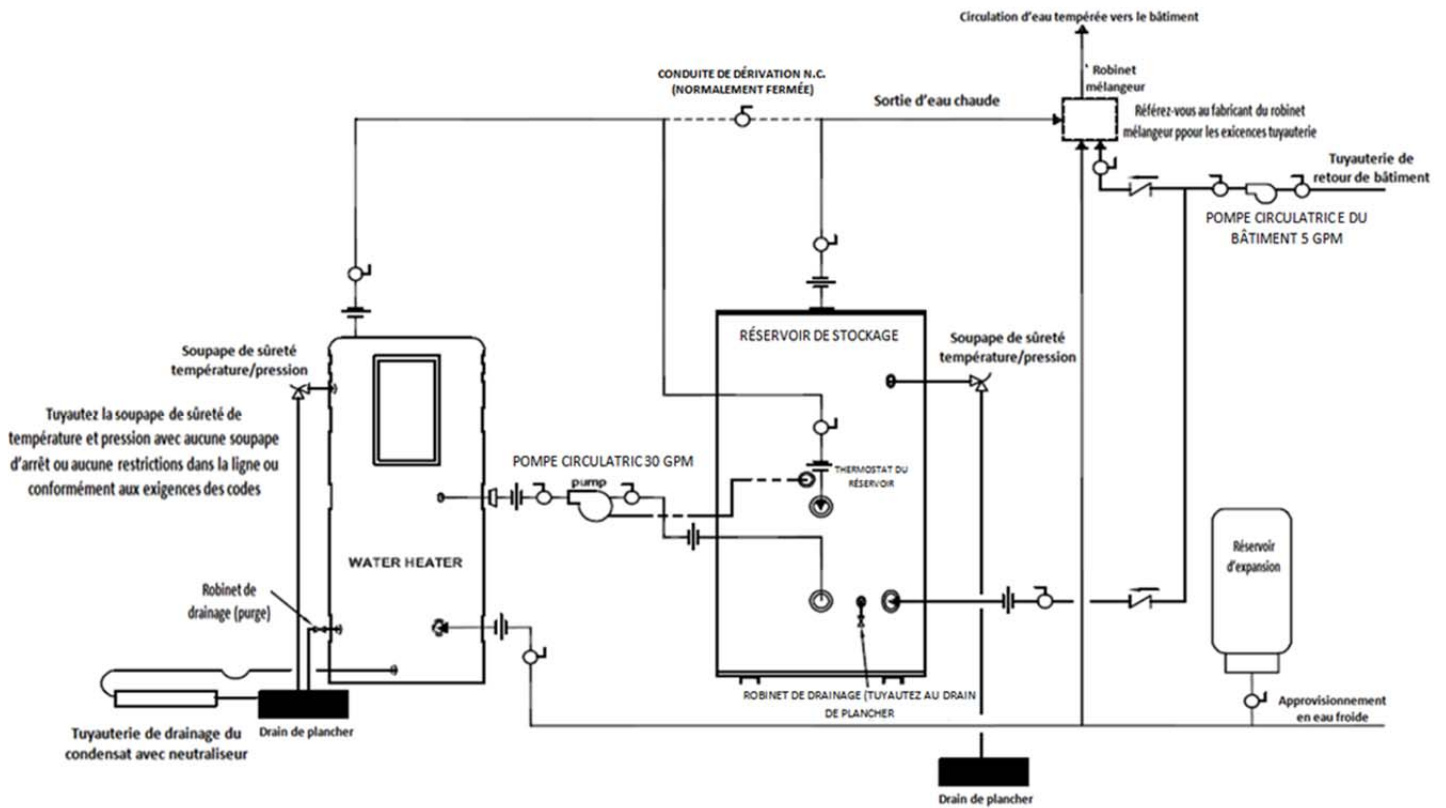 Circulation d'eau tempérée vers le bâtiment
CONDUITE DE DÉRIVATION N.C.
(NORMALEMENT FERMÉE)
Sortie d'eau chaude
' Robinet
mélangeur
Référez-vous au fabricant du robinet
mélangeur ppour les exicences tuyauterie
Tuyauterie de
retour de bâtiment
POMPE CIRCULATRICE DU
BÂTIMENT 5 GPM
RÉSERVOIR DE STOCKAGE
Soupape de sûreté
température/pression
Soupape de sûreté
température/pression
Tuyautez la soupape de sûreté de
température et pression avec aucune soupape
d'arrêt ou aucune restrictions dans la ligne ou
conformément aux exigences des codes
POMPE CIRCULATRIC 30 GPM
pump
THERMOSTAT DU
RÉSERVOIR
WATER HEATER
Réservoir
d'expansion
Robinet de
drainage (purge)
ROBINET DE DRAINAGE (TUYAUTEZ AU DRAIN
DE PLANCHER
Approvisionnement
en eau froide
Tuyauterie de drainage du
condensat avec neutraliseur
Drain de plancher
Drain de plancher